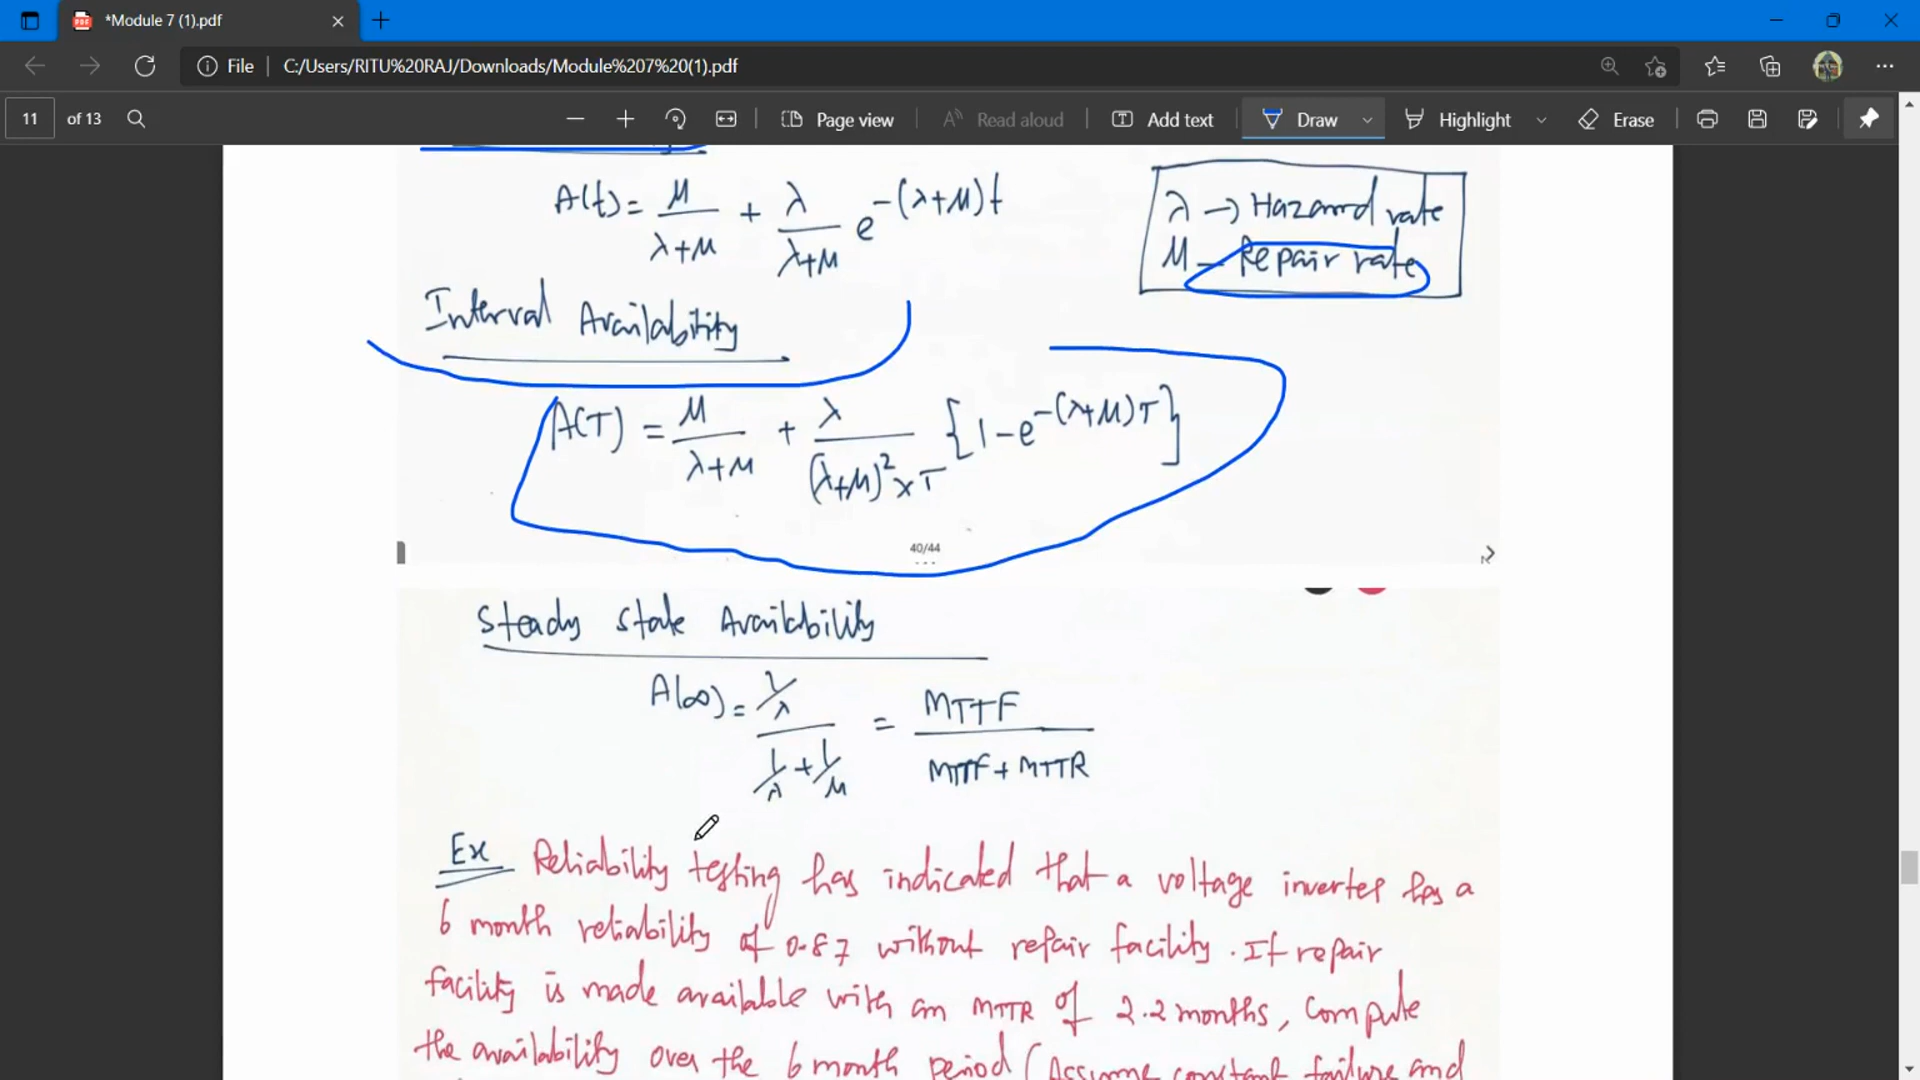 *Module 7 (1).pdf
File C:/Users/RITU%20RAJ/Downloads/Module%207%20(1).pdf
11 of 13 Page view Read aloud Add text Draw Highlight Erase
A(t) = μ/(λ+μ) + λ/(λ+μ) e^-(λ+μ)t
λ → Hazard rate
μ – Repair rate
Interval Availability
A(T) = μ/(λ+μ) + λ/((λ+μ)²×T) {1-e^-(λ+μ)T}
40/44
Steady state Availability
A(∞) = (1/λ)/(1/λ + 1/μ) = MTTF/(MTTF + MTTR)
Ex Reliability testing has indicated that a voltage inverter has a
6 month reliability of 0.87 without repair facility. If repair
facility is made available with an MTTR of 2.2 months, compute
the availability over the 6 month period (Assume constant failure and